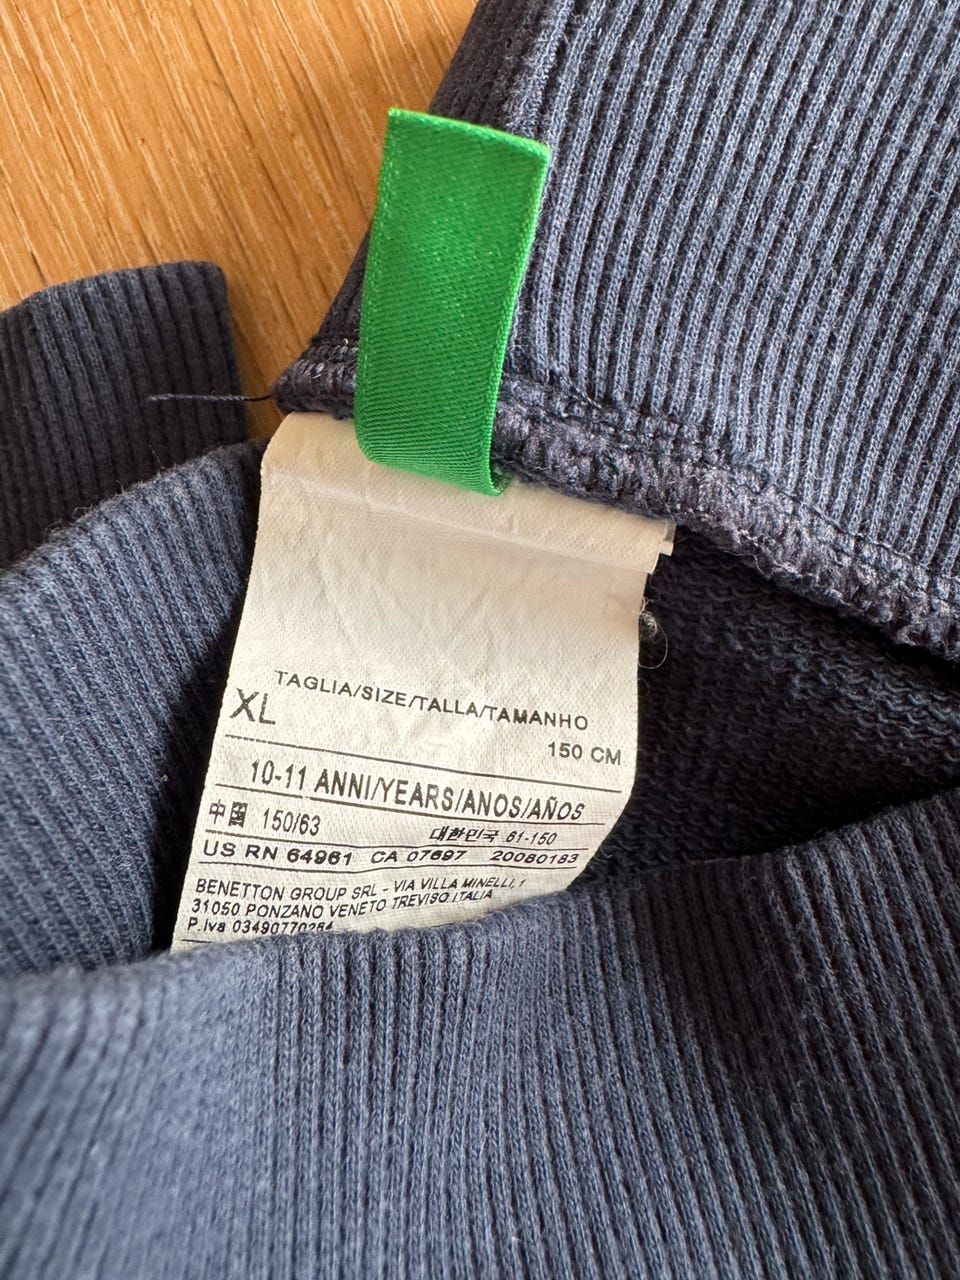 TAGLIA/SIZE/TALLA/TAMANHO
XL
150 CM
10-11 ANNI/YEARS/ANOS/AÑOS
中国 150/63 대한민국 61-150
US RN 64961 CA 07697 20080183
BENETTON GROUP SRL - VIA VILLA MINELLI,1
31050 PONZANO VENETO TREVISO ITALIA
P.Iva